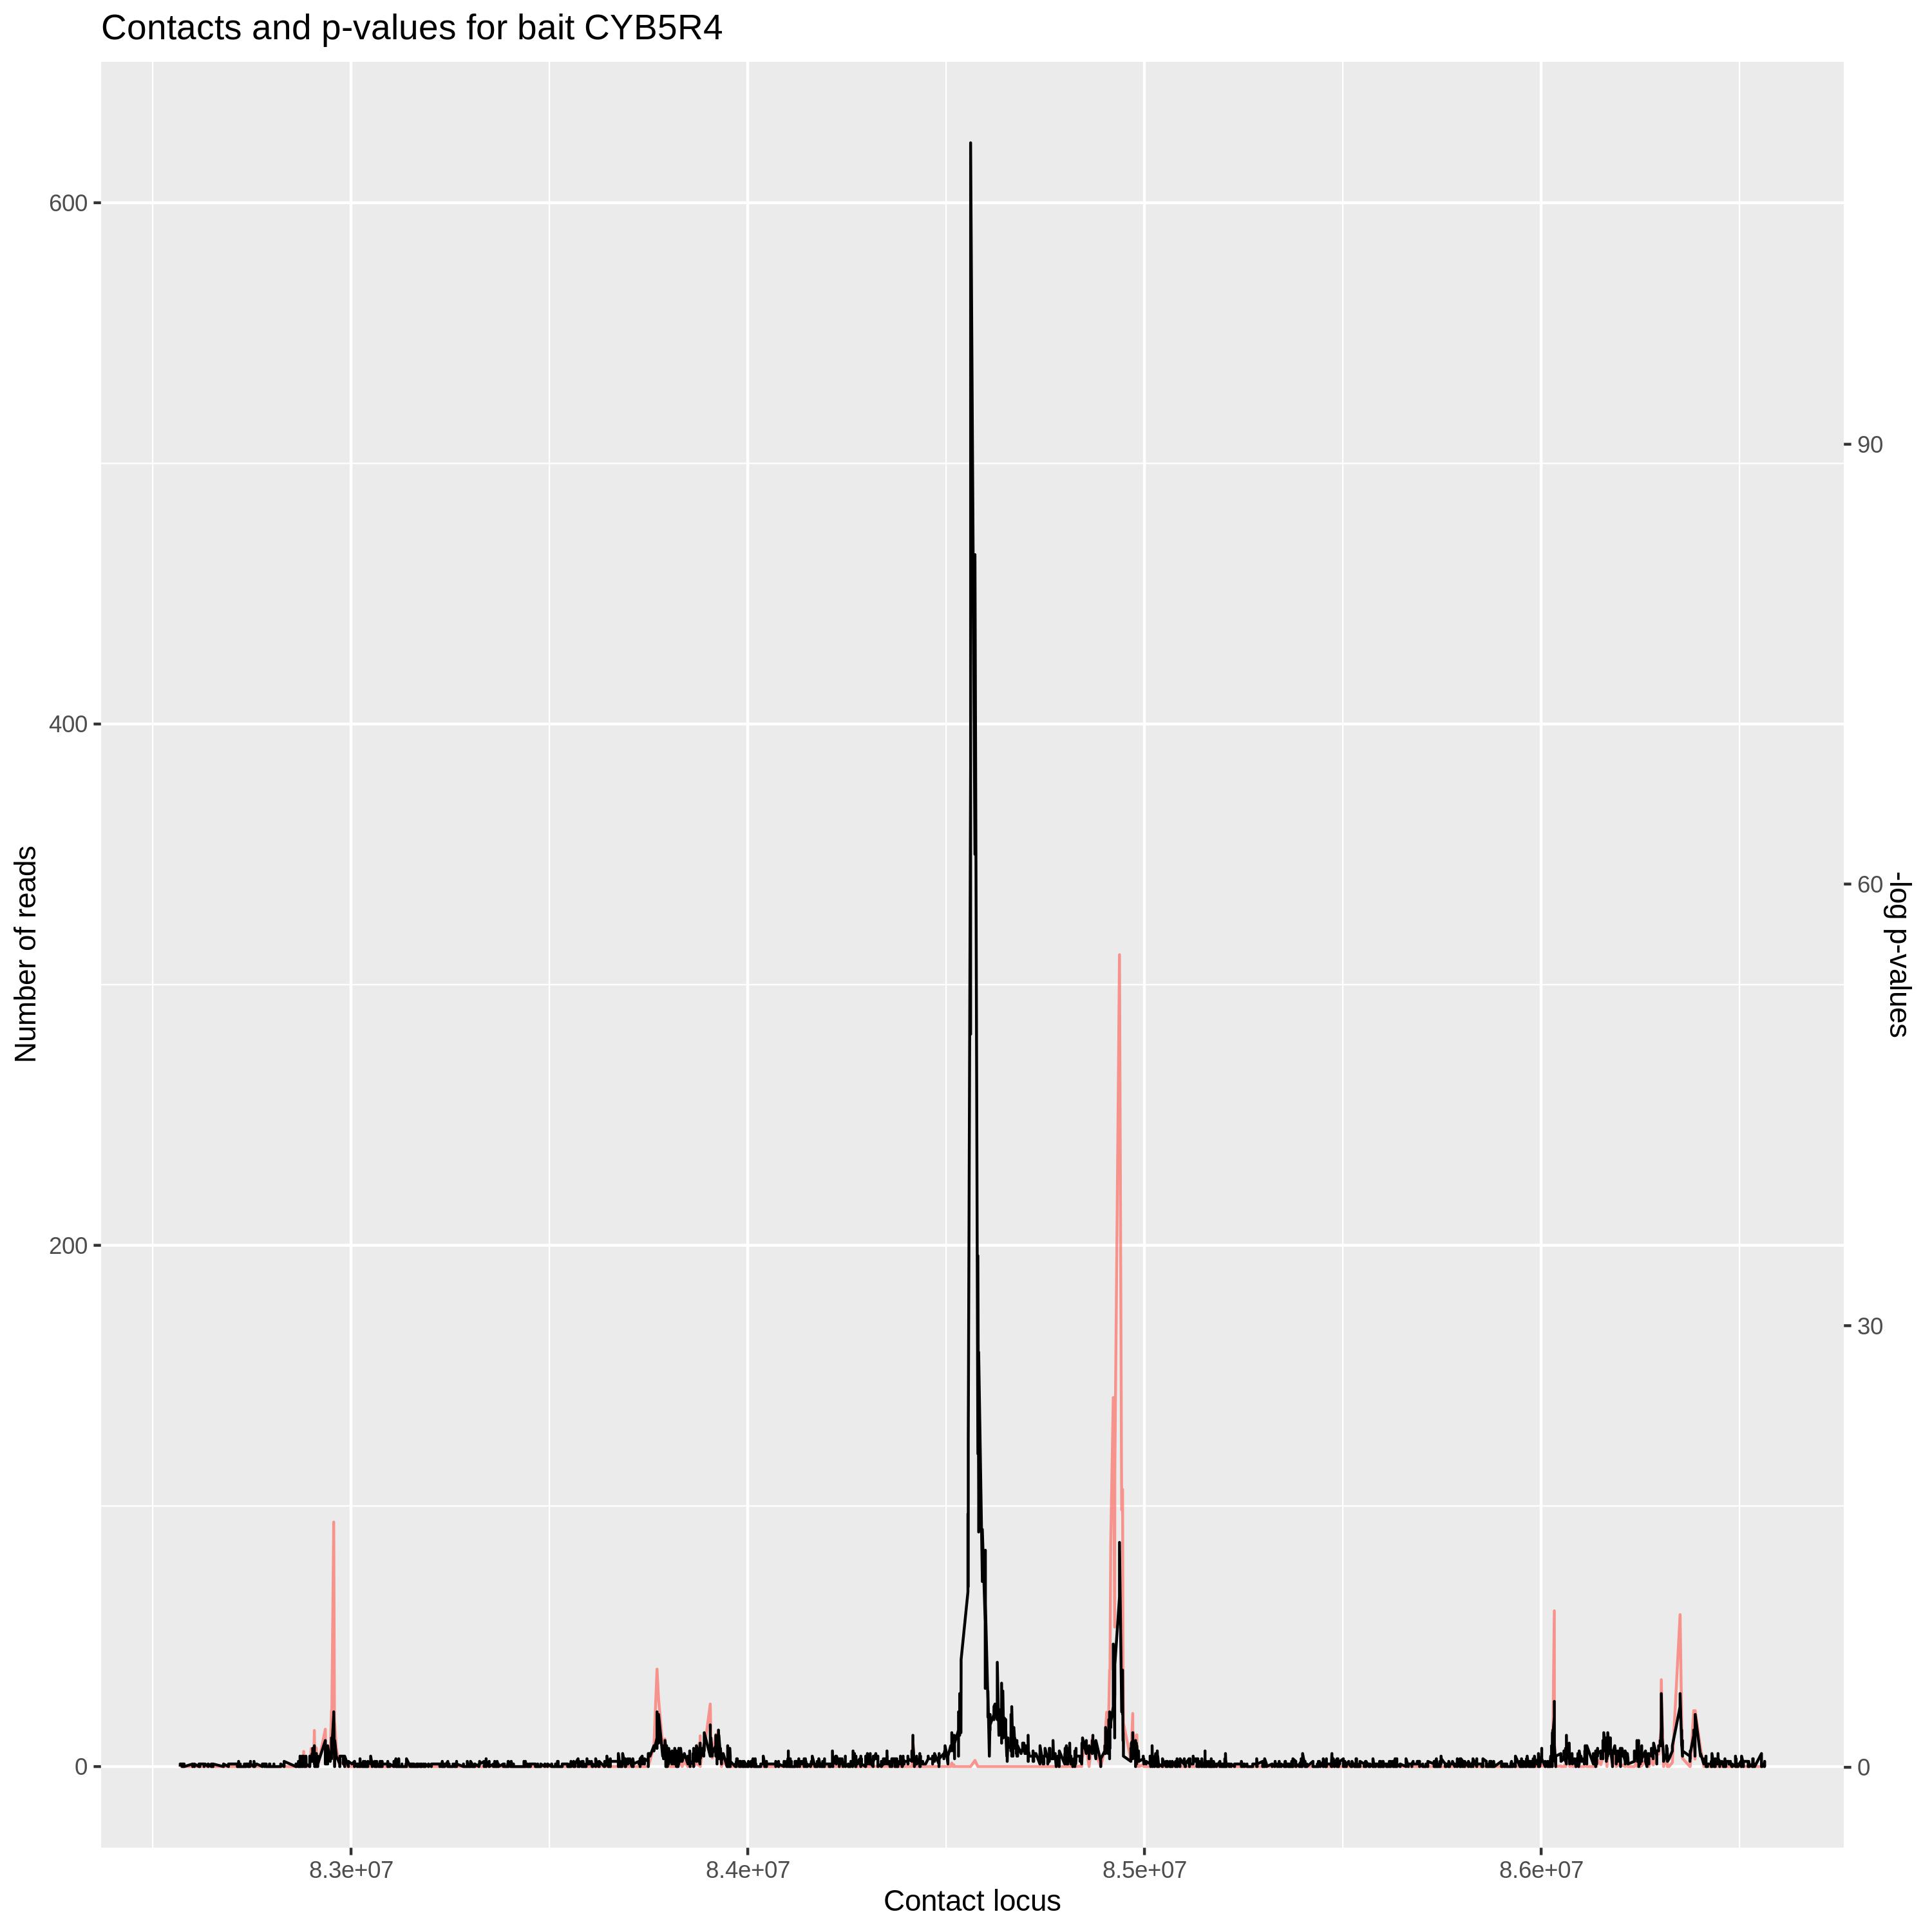 Contacts and p-values for bait CYB5R4
600
400
200
0
Number of reads
90
60
30
0
-log p-values
8.3e+07
8.4e+07
8.5e+07
8.6e+07
Contact locus